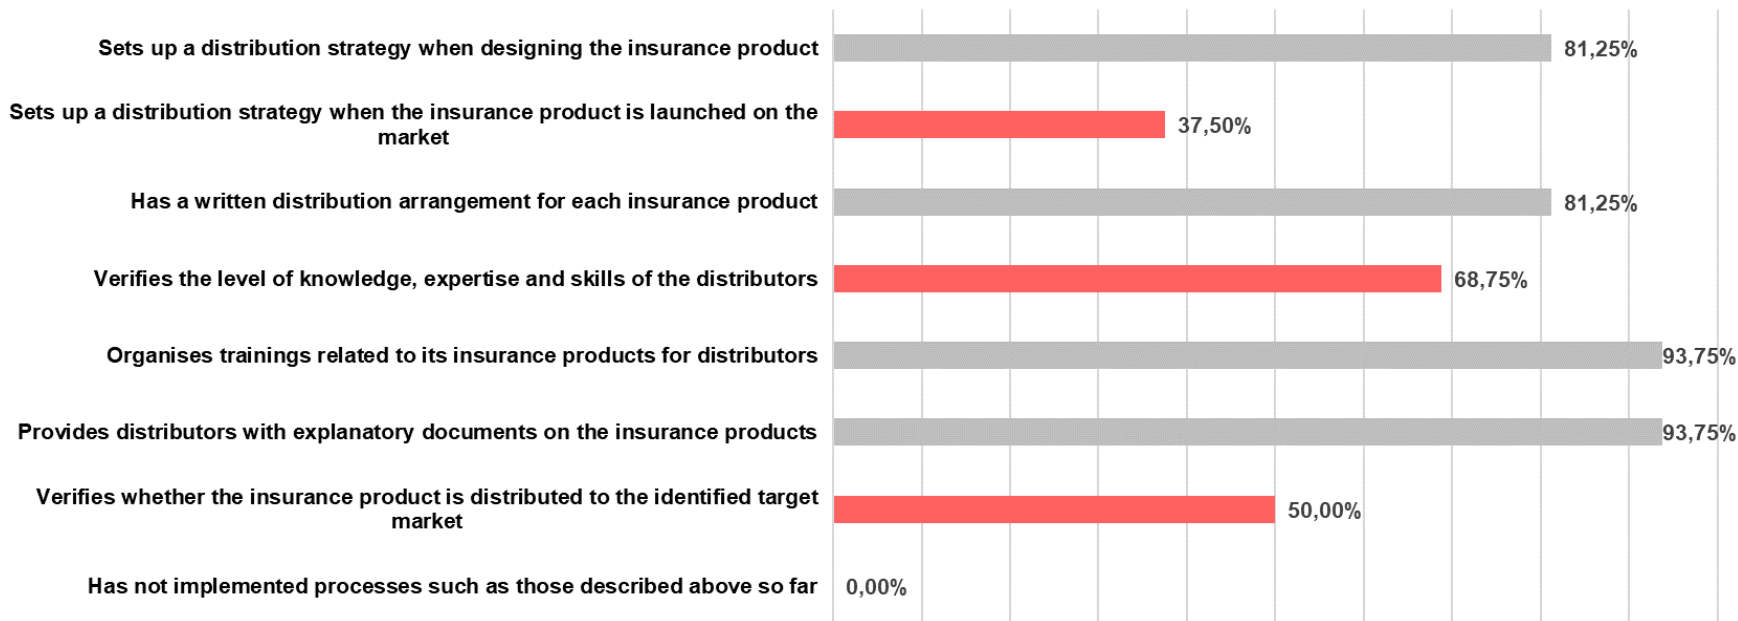 Sets up a distribution strategy when designing the insurance product
81,25%
Sets up a distribution strategy when the insurance product is launched on the
market
37,50%
Has a written distribution arrangement for each insurance product
81,25%
Verifies the level of knowledge, expertise and skills of the distributors
68,75%
Organises trainings related to its insurance products for distributors
93,75%
Provides distributors with explanatory documents on the insurance products
93,75%
Verifies whether the insurance product is distributed to the identified target
market
50,00%
Has not implemented processes such as those described above so far
0,00%